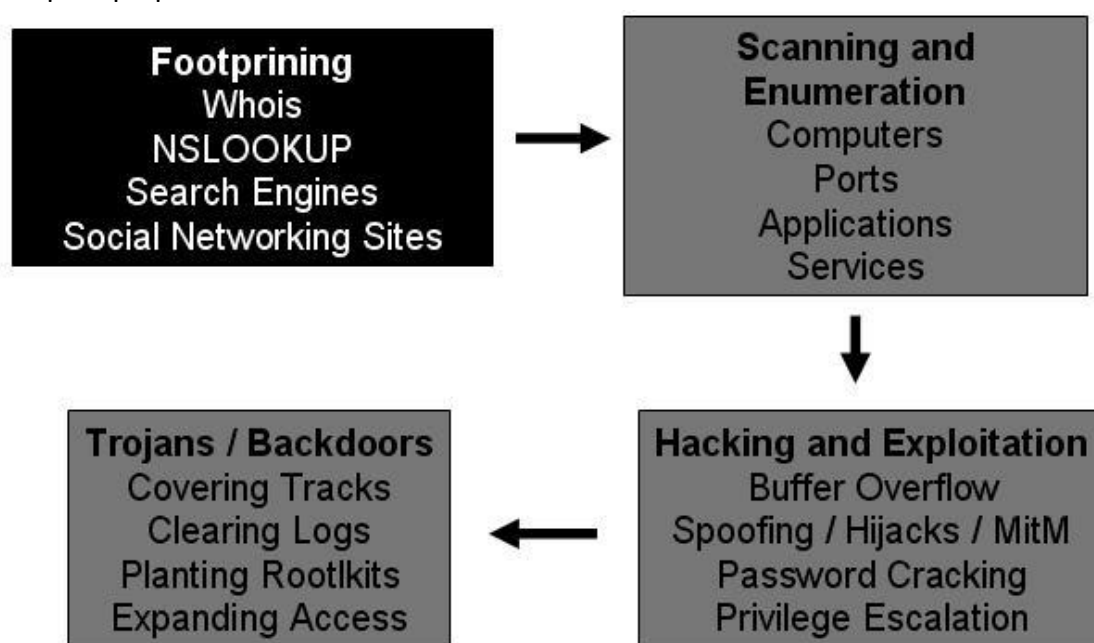 Footprining
Whois
NSLOOKUP
Search Engines
Social Networking Sites
Scanning and
Enumeration
Computers
Ports
Applications
Services
Hacking and Exploitation
Buffer Overflow
Spoofing / Hijacks / MitM
Password Cracking
Privilege Escalation
Trojans / Backdoors
Covering Tracks
Clearing Logs
Planting Rootlkits
Expanding Access